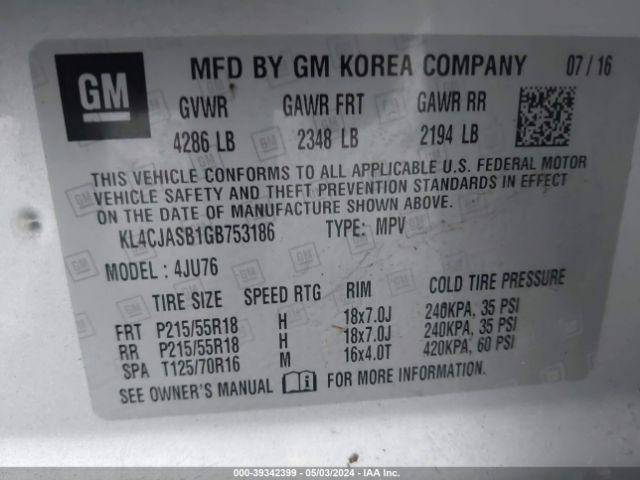 GM MFD BY GM KOREA COMPANY 07/16
GVWR GAWR FRT GAWR RR
4286 LB 2348 LB 2194 LB
THIS VEHICLE CONFORMS TO ALL APPLICABLE U.S. FEDERAL MOTOR
VEHICLE SAFETY AND THEFT PREVENTION STANDARDS IN EFFECT
ON THE DATE OF MANUFACTURE SHOWN ABOVE.
KL4CJASB1GB753186 TYPE: MPV
MODEL : 4JU76
TIRE SIZE SPEED RTG RIM COLD TIRE PRESSURE
FRT P215/55R18 H 18x7.0J 240KPA, 35 PSI
RR P215/55R18 H 18x7.0J 240KPA, 35 PSI
SPA T125/70R16 M 16x4.0T 420KPA, 60 PSI
SEE OWNER'S MANUAL FOR MORE INFORMATION.
000-39342399 - 05/03/2024 - IAA Inc.